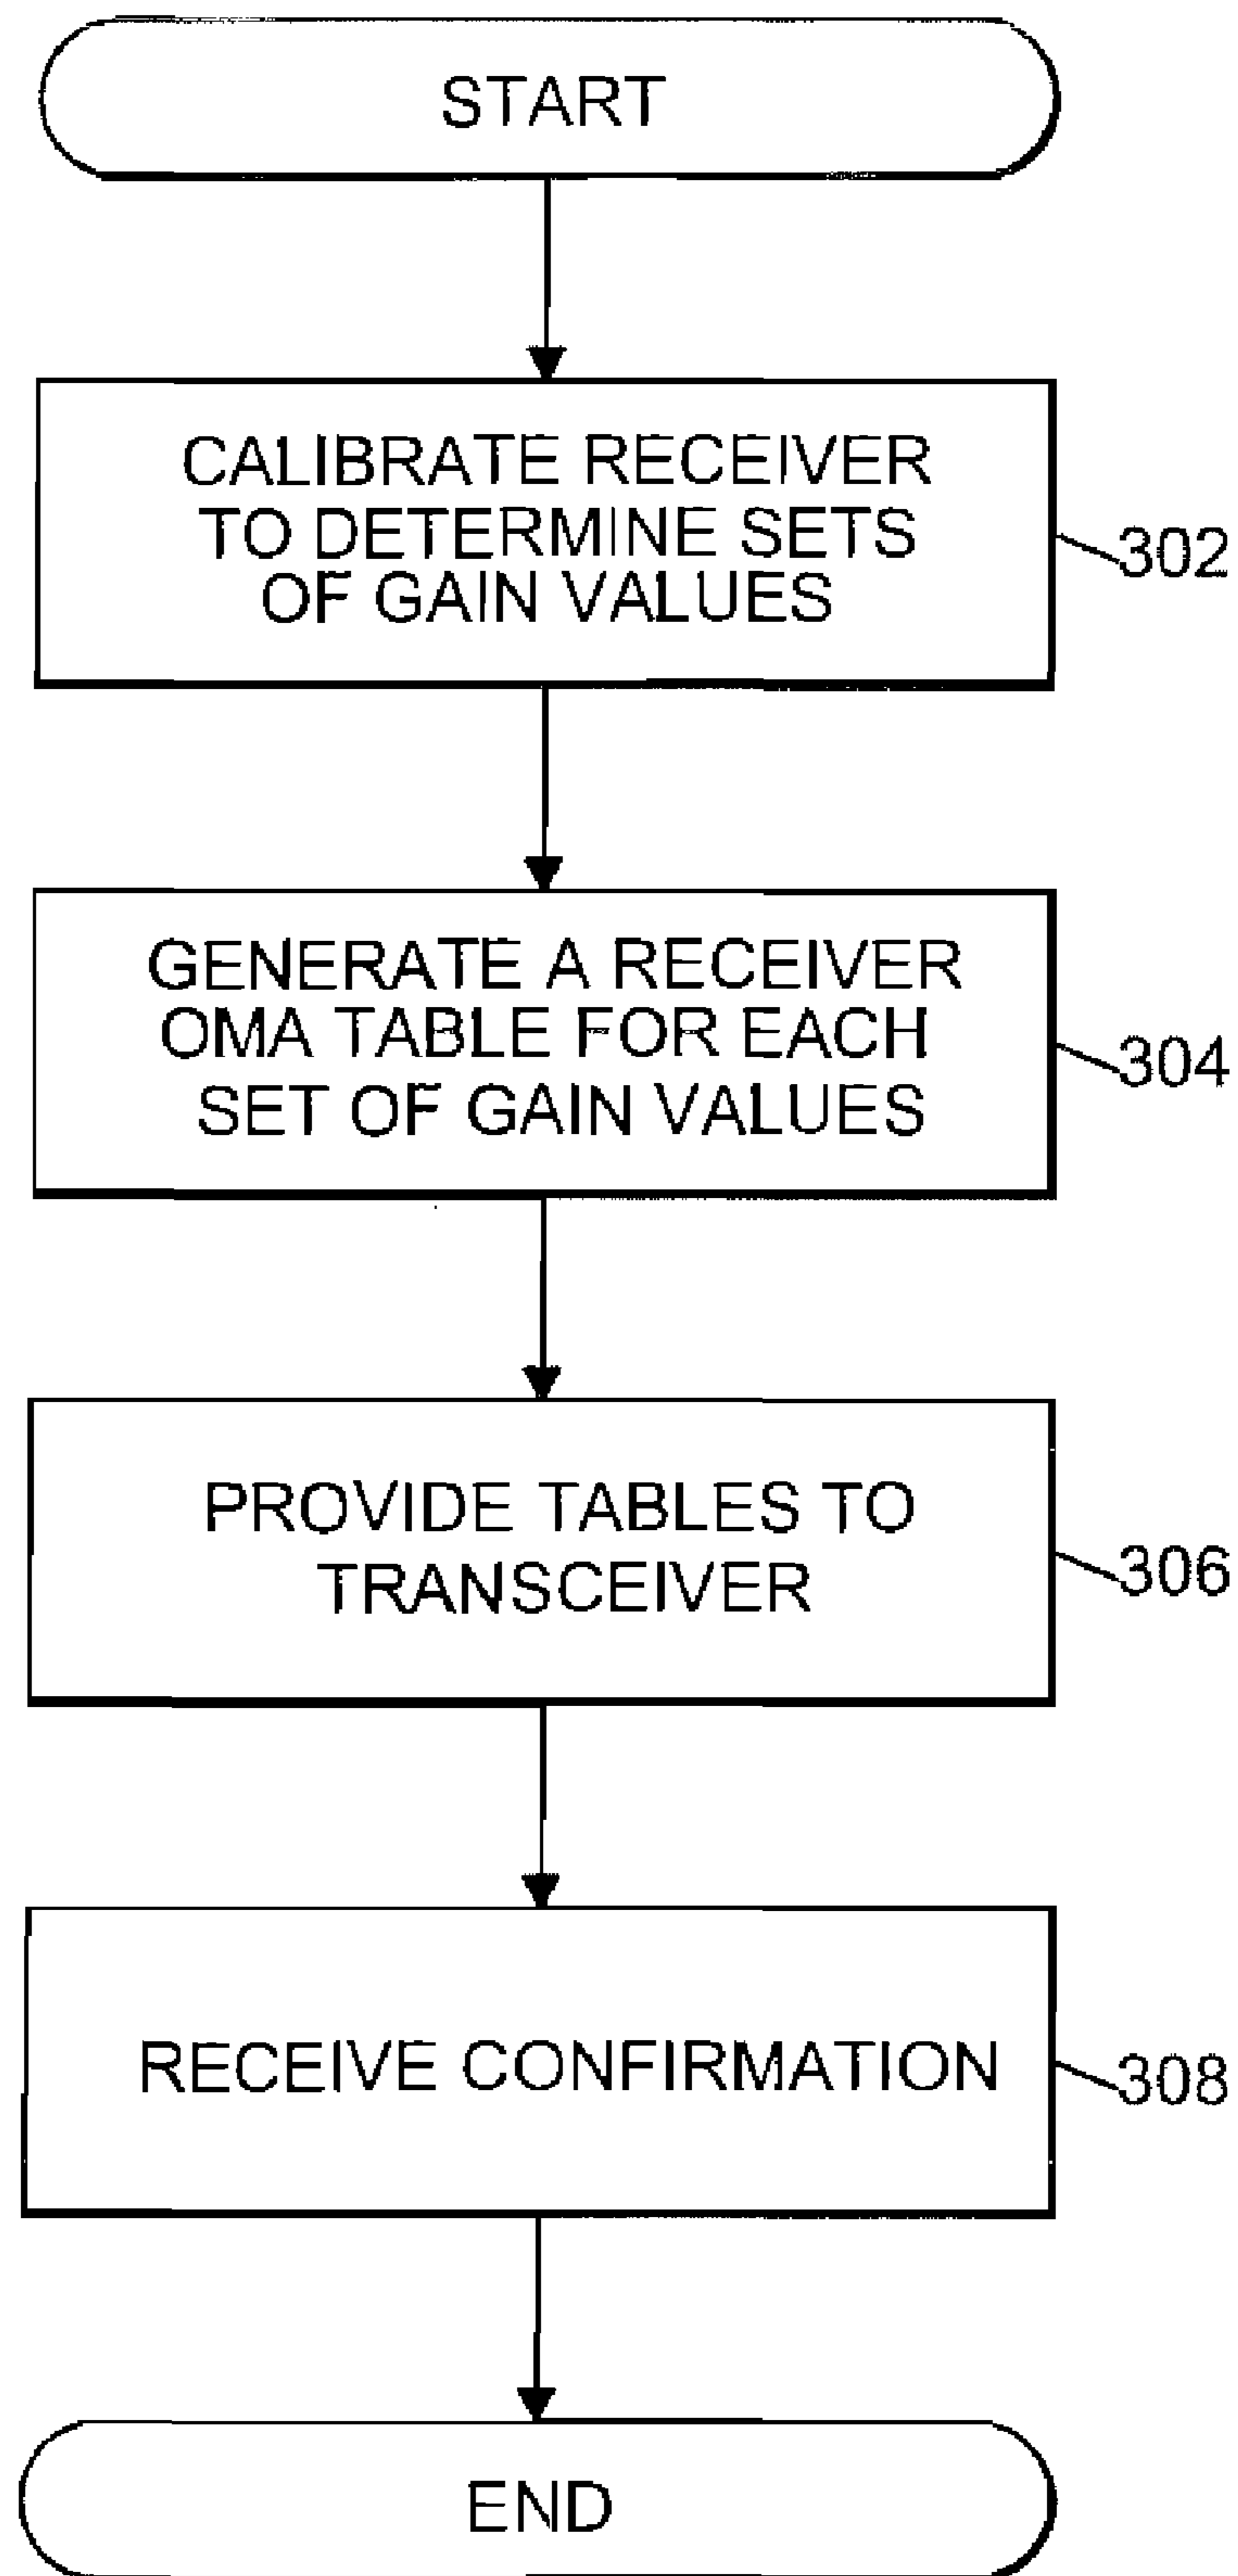 START
CALIBRATE RECEIVER
TO DETERMINE SETS
OF GAIN VALUES
302
GENERATE A RECEIVER
OMA TABLE FOR EACH
SET OF GAIN VALUES
304
PROVIDE TABLES TO
TRANSCEIVER
306
RECEIVE CONFIRMATION
308
END